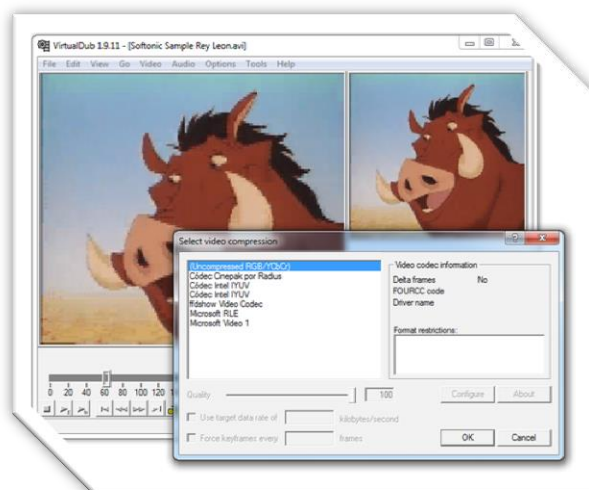 VirtualDub 1.9.11 - [Softonic Sample Rey Leon.avi]
File Edit View Go Video Audio Options Tools Help
Select video compression
(Uncompressed RGB/YCbCr)
Códec Cinepak por Radius
Códec Intel IYUV
Códec Intel IYUV
ffdshow Video Codec
Microsoft RLE
Microsoft Video 1
Video codec information
Delta frames No
FOURCC code
Driver name
Format restrictions:
0 20 40 60 80 100 120
Quality 100
Configure About
Use target data rate of kilobytes/second
Force keyframes every frames
OK Cancel